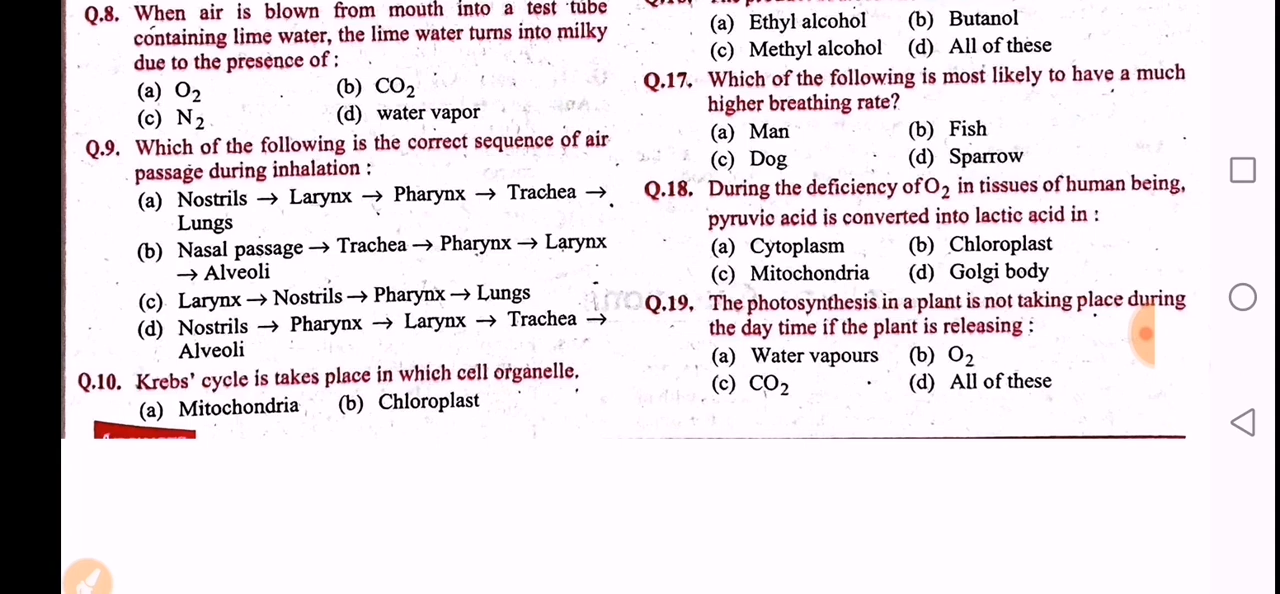 Q.8. When air is blown from mouth into a test tube
containing lime water, the lime water turns into milky
due to the presence of :
(a) O₂ (b) CO₂
(c) N₂ (d) water vapor
Q.9. Which of the following is the correct sequence of air
passage during inhalation :
(a) Nostrils → Larynx → Pharynx → Trachea →
Lungs
(b) Nasal passage → Trachea → Pharynx → Larynx
→ Alveoli
(c) Larynx → Nostrils → Pharynx → Lungs
(d) Nostrils → Pharynx → Larynx → Trachea →
Alveoli
Q.10. Krebs' cycle is takes place in which cell organelle.
(a) Mitochondria (b) Chloroplast
(a) Ethyl alcohol (b) Butanol
(c) Methyl alcohol (d) All of these
Q.17. Which of the following is most likely to have a much
higher breathing rate?
(a) Man (b) Fish
(c) Dog (d) Sparrow
Q.18. During the deficiency of O₂ in tissues of human being,
pyruvic acid is converted into lactic acid in :
(a) Cytoplasm (b) Chloroplast
(c) Mitochondria (d) Golgi body
Q.19. The photosynthesis in a plant is not taking place during
the day time if the plant is releasing :
(a) Water vapours (b) O₂
(c) CO₂ (d) All of these